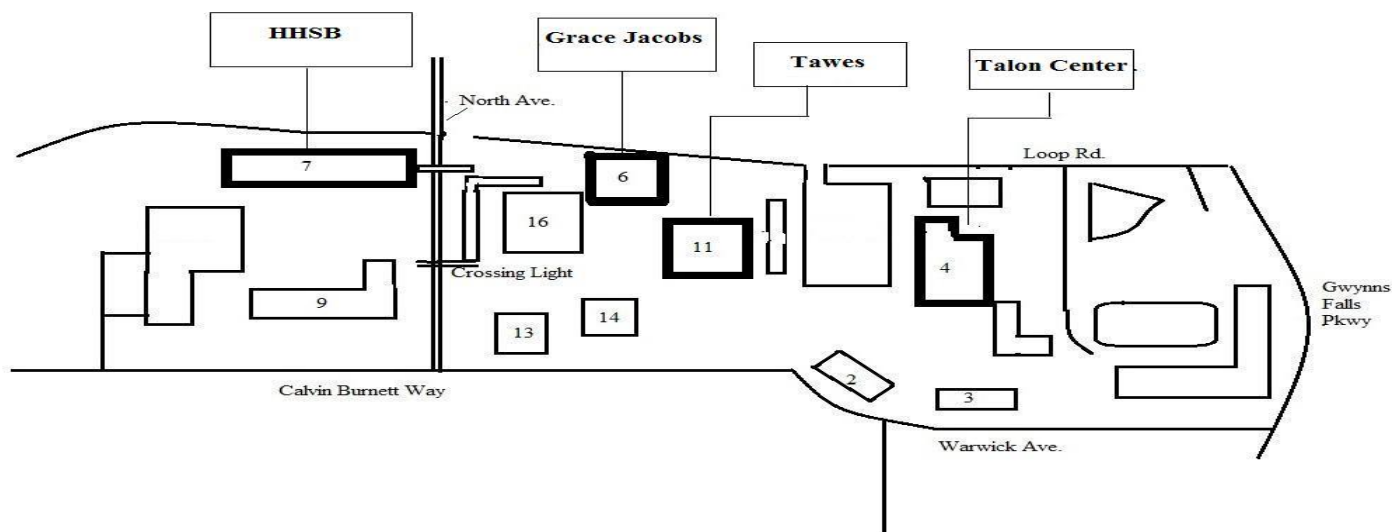 HHSB
Grace Jacobs
Tawes
Talon Center.
North Ave.
Loop Rd.
7
6
16
11
4
Crossing Light
9
13
14
Gwynns
Falls
Pkwy
2
3
Calvin Burnett Way
Warwick Ave.